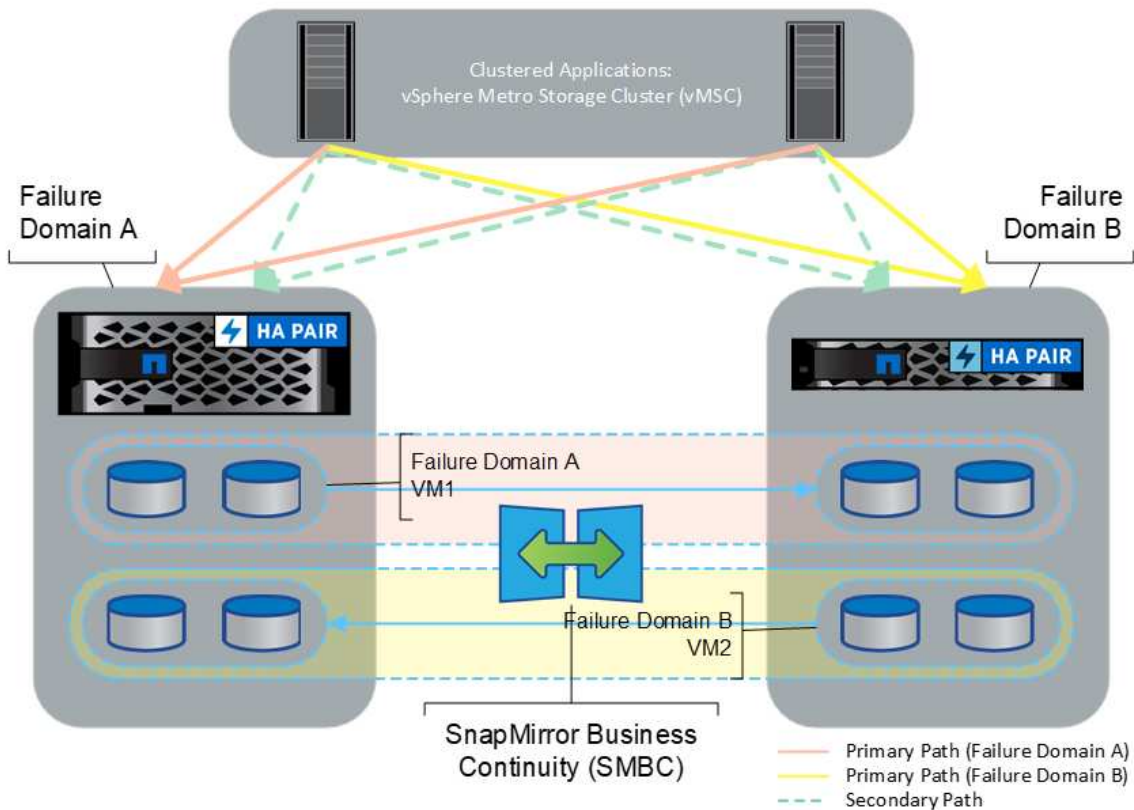 Clustered Applications:
vSphere Metro Storage Cluster (vMSC)
Failure
Domain A
Failure
Domain B
HA PAIR
HA PAIR
Failure Domain A
VM1
Failure Domain B
VM2
SnapMirror Business
Continuity (SMBC)
Primary Path (Failure Domain A)
Primary Path (Failure Domain B)
Secondary Path